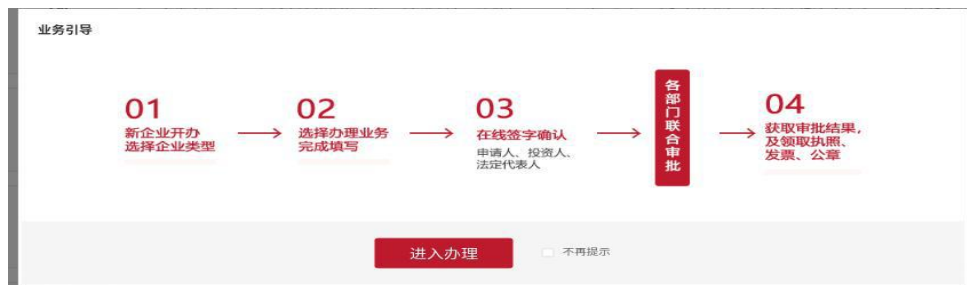 业务引导
01
新企业开办
选择企业类型
02
选择办理业务
完成填写
03
在线签字确认
申请人、投资人、
法定代表人
各部门联合审批
04
获取审批结果，
及领取执照、
发票、公章
进入办理
不再提示